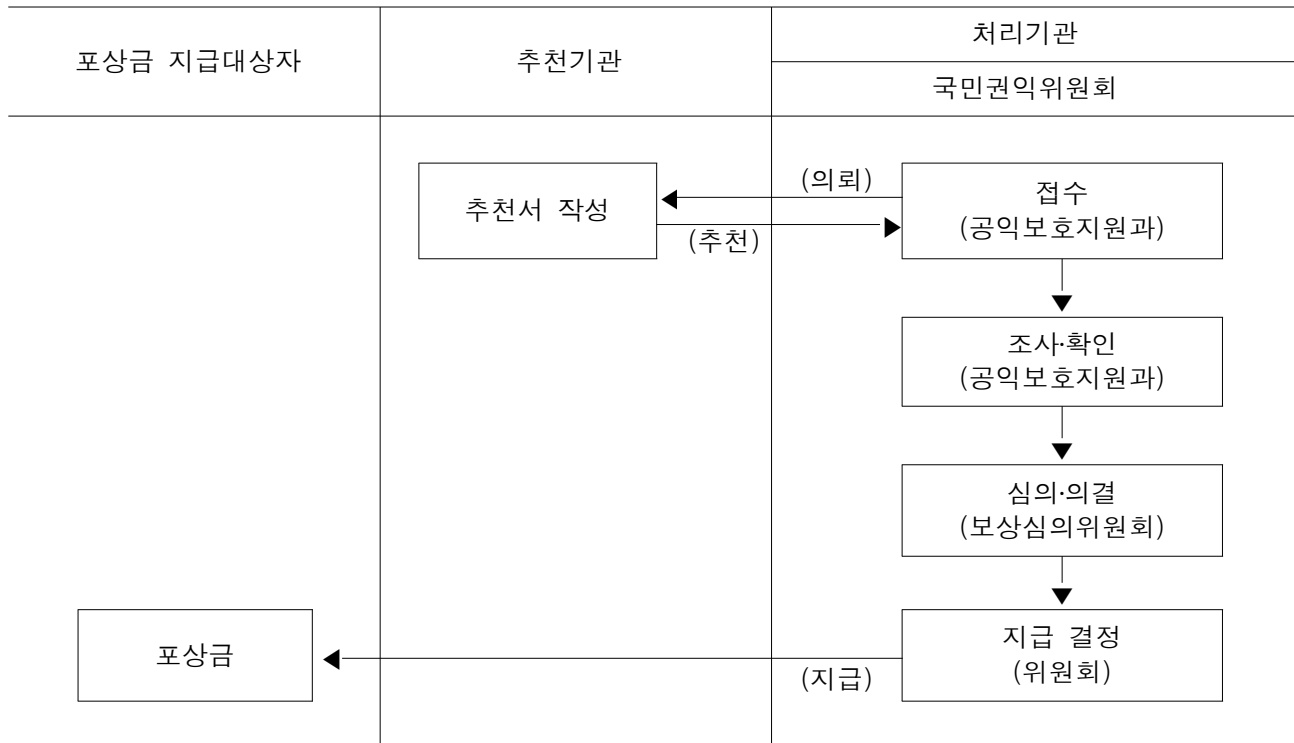 포상금 지급대상자
추천기관
처리기관
국민권익위원회
추천서 작성
(의뢰)
(추천)
접수
(공익보호지원과)
조사·확인
(공익보호지원과)
심의·의결
(보상심의위원회)
포상금
(지급)
지급 결정
(위원회)